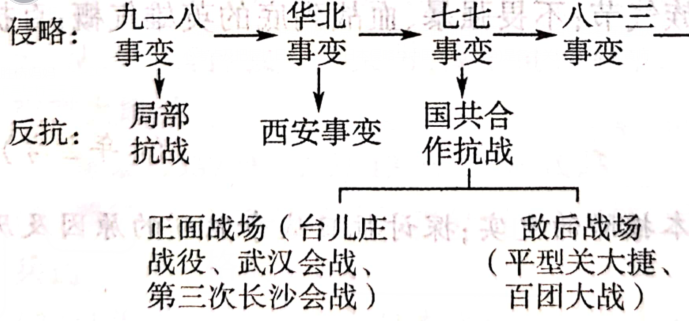 侵略： 九一八事变 → 华北事变 → 七七事变 → 八一三事变
反抗： 局部抗战 西安事变 国共合作抗战
正面战场（台儿庄 敌后战场
战役、武汉会战、 （平型关大捷、
第三次长沙会战） 百团大战）